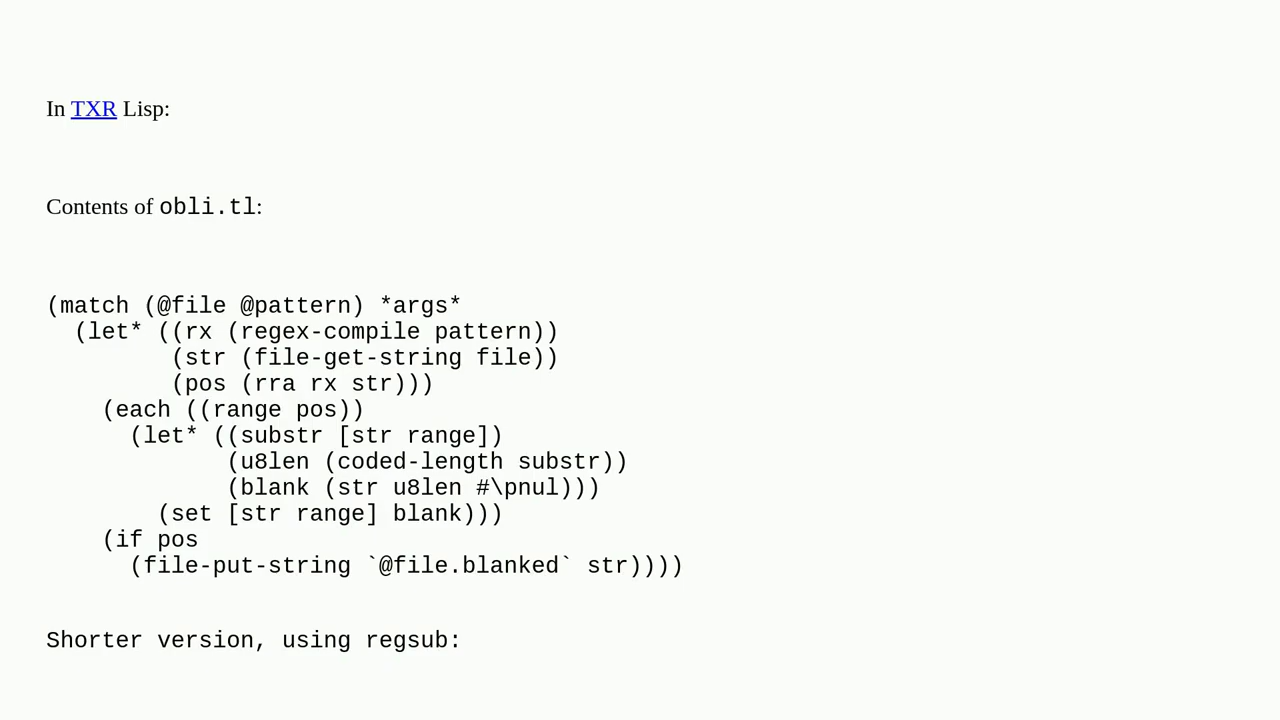 In TXR Lisp:
Contents of obli.tl:
(match (@file @pattern) *args*
  (let* ((rx (regex-compile pattern))
         (str (file-get-string file))
         (pos (rra rx str)))
    (each ((range pos))
      (let* ((substr [str range])
             (u8len (coded-length substr))
             (blank (str u8len #\pnul)))
        (set [str range] blank)))
    (if pos
      (file-put-string `@file.blanked` str))))
Shorter version, using regsub: